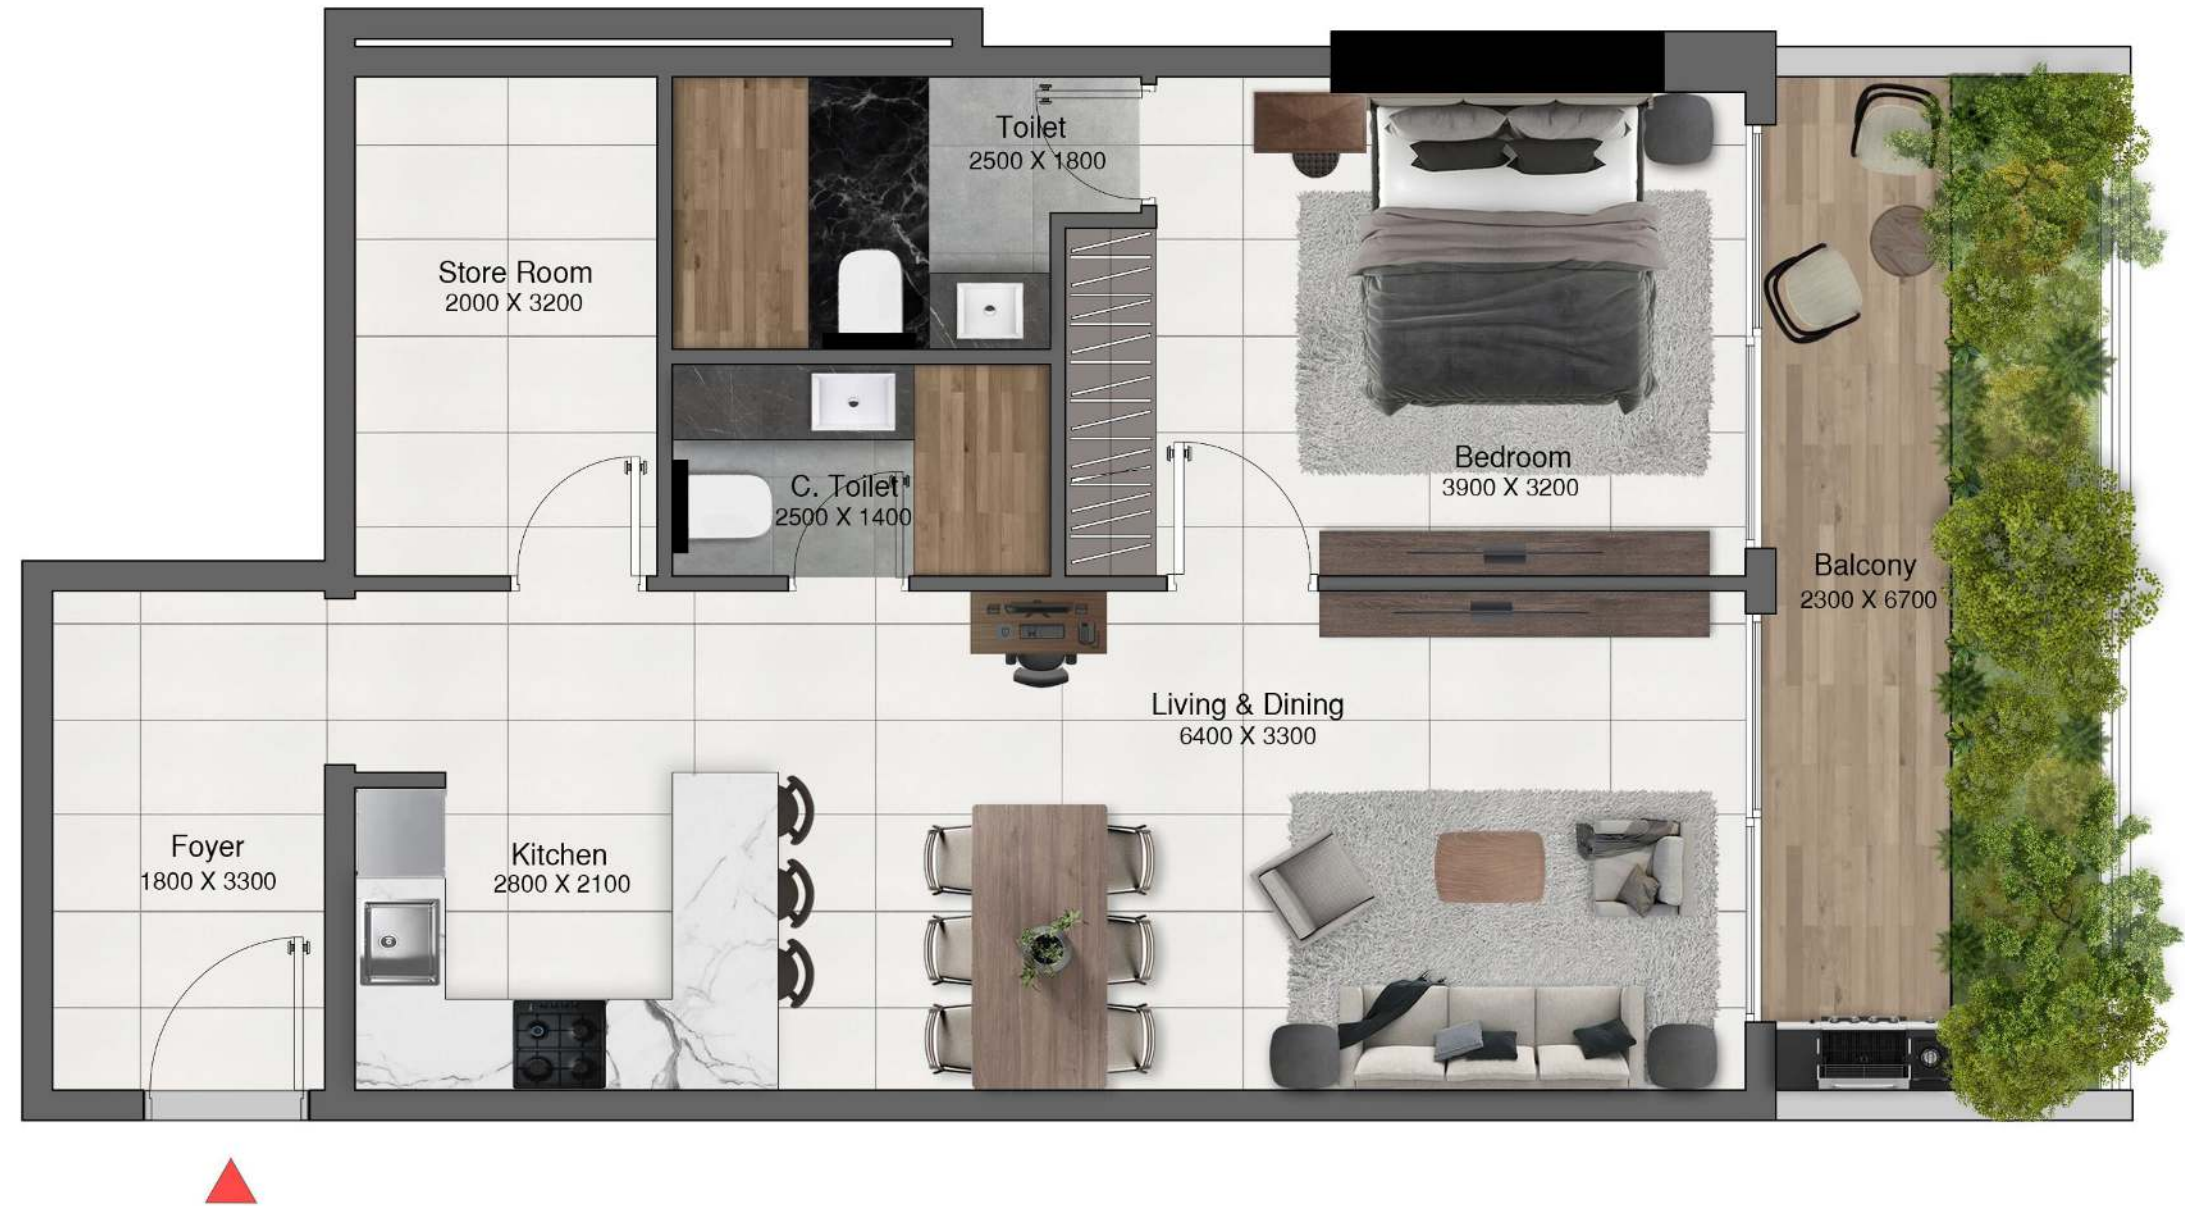 Toilet
2500 X 1800
Store Room
2000 X 3200
Bedroom
3900 X 3200
C. Toilet
2500 X 1400
Balcony
2300 X 6700
Living & Dining
6400 X 3300
Foyer
1800 X 3300
Kitchen
2800 X 2100